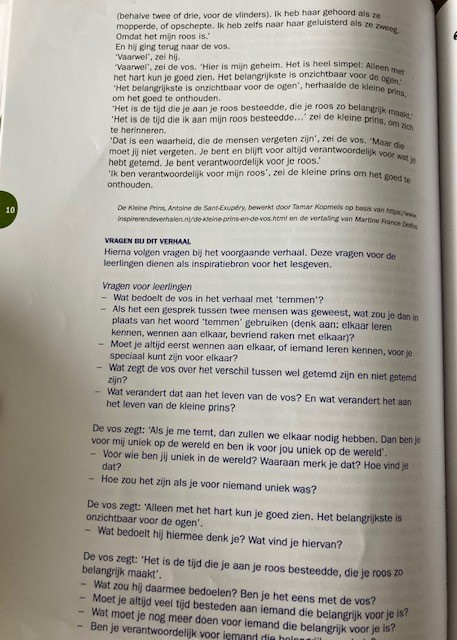 (behalve twee of drie, voor de vlinders). Ik heb haar gehoord als ze
mopperde, of opschepte. Ik heb zelfs naar haar geluisterd als ze zweeg.
Omdat het mijn roos is.'
En hij ging terug naar de vos.
'Vaarwel', zei hij.
'Vaarwel', zei de vos. 'Hier is mijn geheim. Het is heel simpel: Alleen met
het hart kun je goed zien. Het belangrijkste is onzichtbaar voor de ogen.'
'Het belangrijkste is onzichtbaar voor de ogen', herhaalde de kleine prins,
om het goed te onthouden.
'Het is de tijd die je aan je roos besteedde, die je roos zo belangrijk maakt.'
'Het is de tijd die ik aan mijn roos besteedde...' zei de kleine prins, om zich
te herinneren.
'Dat is een waarheid, die de mensen vergeten zijn', zei de vos. 'Maar die
moet jij niet vergeten. Je bent en blijft voor altijd verantwoordelijk voor wat je
hebt getemd. Je bent verantwoordelijk voor je roos.'
'Ik ben verantwoordelijk voor mijn roos', zei de kleine prins om het goed te
onthouden.
10
De Kleine Prins, Antoine de Sant-Exupéry, bewerkt door Tamar Kopmels op basis van https:/www.
inspirerendeverhalen.nl/de-kleine-prins-en-de-vos.html en de vertaling van Martine France
VRAGEN BIJ DIT VERHAAL
Hierna volgen vragen bij het voorgaande verhaal. Deze vragen voor de
leerlingen dienen als inspiratiebron voor het lesgeven.
Vragen voor leerlingen
– Wat bedoelt de vos in het verhaal met 'temmen'?
– Als het een gesprek tussen twee mensen was geweest, wat zou je dan in
plaats van het woord 'temmen' gebruiken (denk aan: elkaar leren
kennen, wennen aan elkaar, bevriend raken met elkaar)?
– Moet je altijd eerst wennen aan elkaar, of iemand leren kennen, voor je
speciaal kunt zijn voor elkaar?
– Wat zegt de vos over het verschil tussen wel getemd zijn en niet getemd
zijn?
– Wat verandert dat aan het leven van de vos? En wat verandert het aan
het leven van de kleine prins?
De vos zegt: 'Als je me temt, dan zullen we elkaar nodig hebben. Dan ben je
voor mij uniek op de wereld en ben ik voor jou uniek op de wereld'.
– Voor wie ben jij uniek in de wereld? Waaraan merk je dat? Hoe vind je
dat?
– Hoe zou het zijn als je voor niemand uniek was?
De vos zegt: 'Alleen met het hart kun je goed zien. Het belangrijkste is
onzichtbaar voor de ogen'.
– Wat bedoelt hij hiermee denk je? Wat vind je hiervan?
De vos zegt: 'Het is de tijd die je aan je roos besteedde, die je roos zo
belangrijk maakt'.
– Wat zou hij daarmee bedoelen? Ben je het eens met de vos?
– Moet je altijd veel tijd besteden aan iemand die belangrijk voor je is?
– Wat moet je nog meer doen voor iemand die belangrijk voor je is?
– Ben je verantwoordelijk voor iemand die